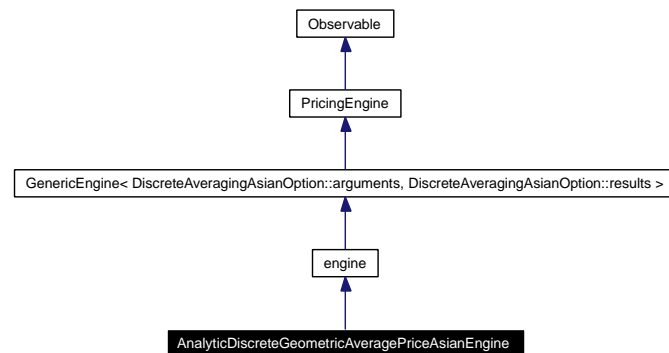 Observable
PricingEngine
GenericEngine< DiscreteAveragingAsianOption::arguments, DiscreteAveragingAsianOption::results >
engine
AnalyticDiscreteGeometricAveragePriceAsianEngine